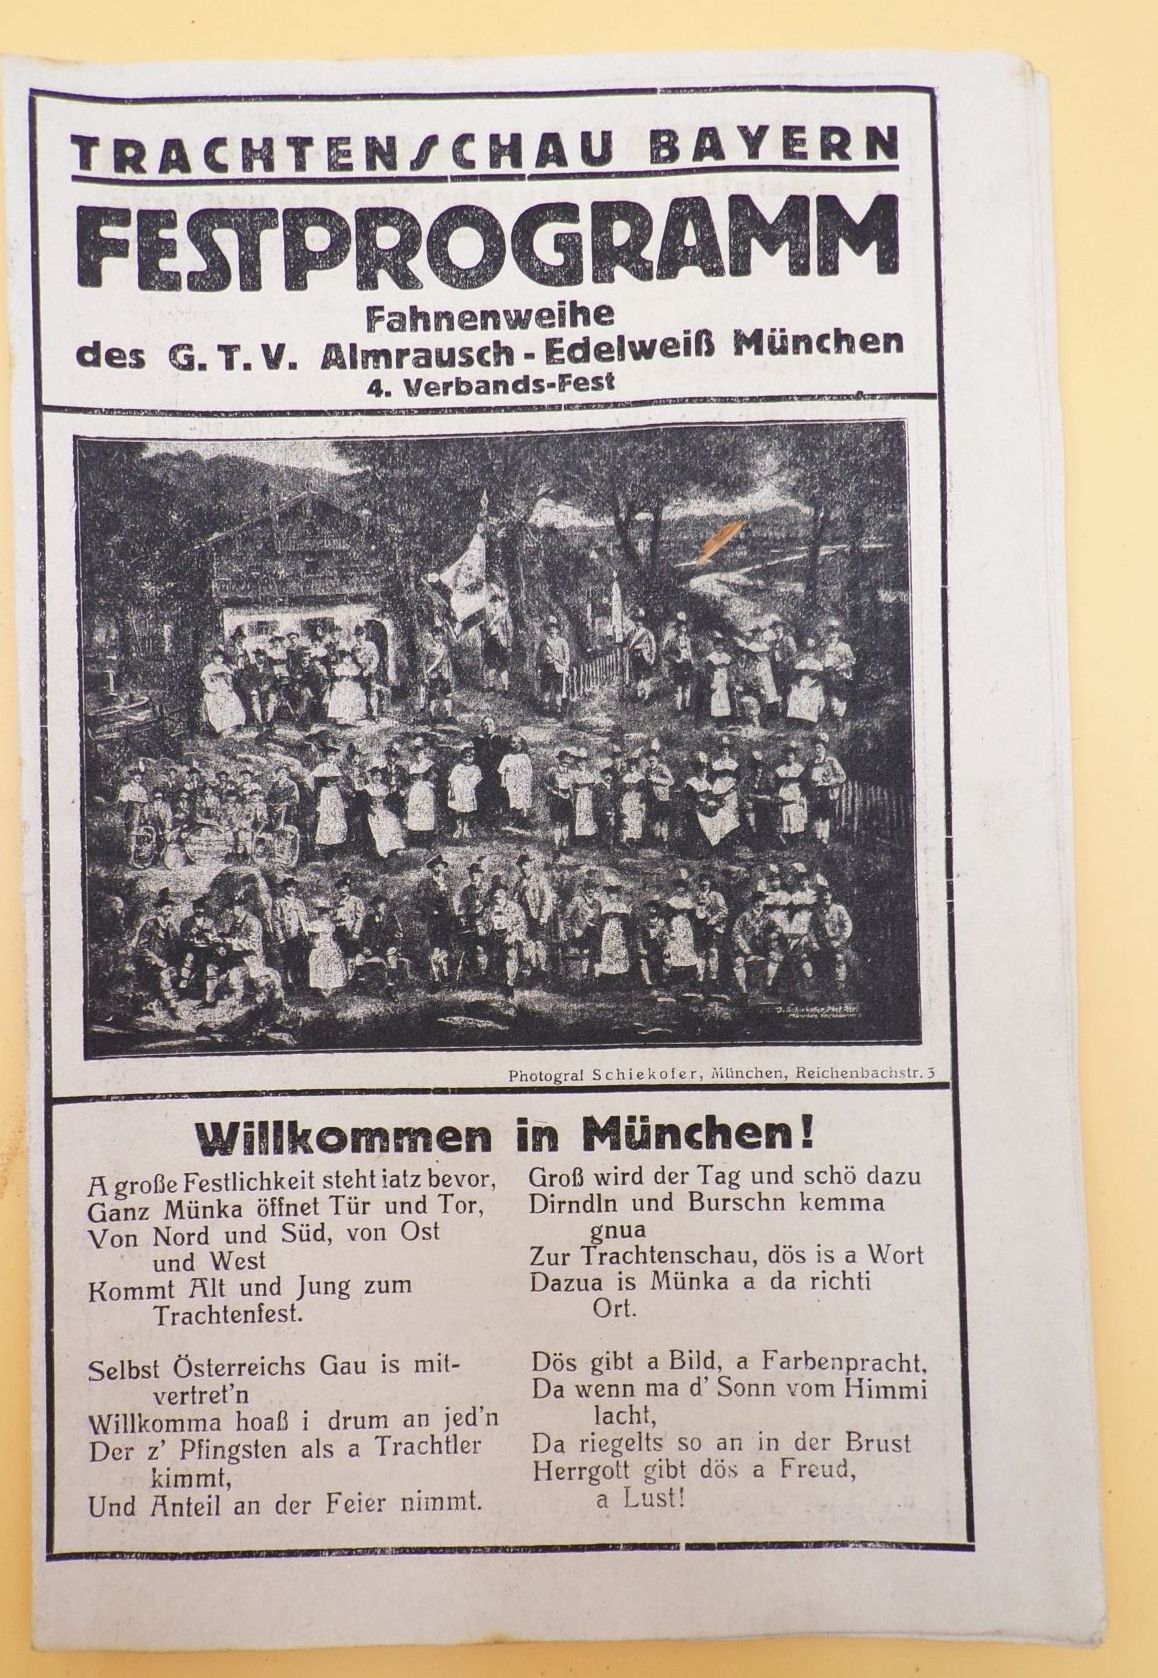 TRACHTENSCHAU BAYERN
FESTPROGRAMM
Fahnenweihe
des G. T. V. Almrausch - Edelweiß München
4. Verbands-Fest
Photograf Schiekofer, München, Reichenbachstr. 3
Willkommen in München!
A große Festlichkeit steht iatz bevor,
Ganz Münka öffnet Tür und Tor,
Von Nord und Süd, von Ost
und West
Kommt Alt und Jung zum
Trachtenfest.
Selbst Österreichs Gau is mit-
vertret'n
Willkomma hoaß i drum an jed'n
Der z' Pfingsten als a Trachtler
kimmt,
Und Anteil an der Feier nimmt.
Groß wird der Tag und schö dazu
Dirndln und Burschn kemma
gnua
Zur Trachtenschau, dös is a Wort
Dazua is Münka a da richti
Ort.
Dös gibt a Bild, a Farbenpracht,
Da wenn ma d' Sonn vom Himmi
lacht,
Da riegelts so an in der Brust
Herrgott gibt dös a Freud,
a Lust!